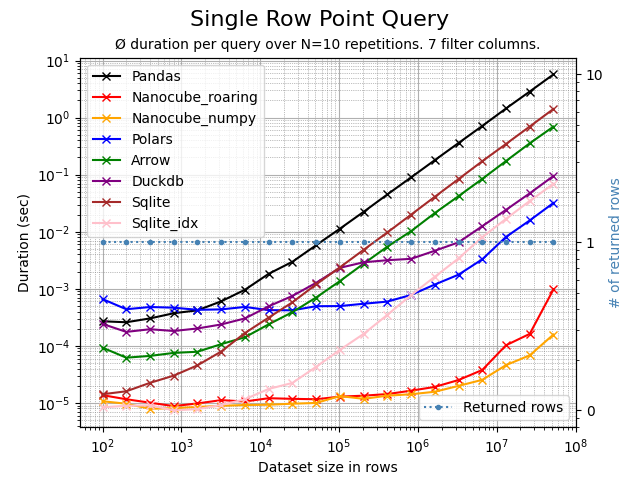 Single Row Point Query
Ø duration per query over N=10 repetitions. 7 filter columns.
10¹
10⁰
10⁻¹
10⁻²
10⁻³
10⁻⁴
10⁻⁵
Duration (sec)
Pandas
Nanocube_roaring
Nanocube_numpy
Polars
Arrow
Duckdb
Sqlite
Sqlite_idx
10
1
0
# of returned rows
Returned rows
10² 10³ 10⁴ 10⁵ 10⁶ 10⁷ 10⁸
Dataset size in rows